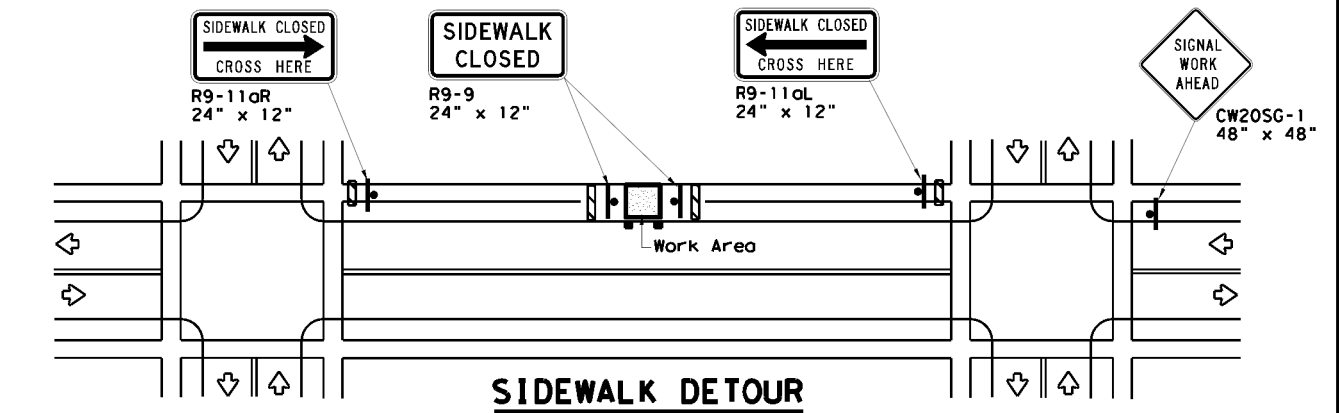 SIDEWALK CLOSED
CROSS HERE
R9-11aR
24" x 12"
SIDEWALK
CLOSED
R9-9
24" x 12"
SIDEWALK CLOSED
CROSS HERE
R9-11aL
24" x 12"
SIGNAL
WORK
AHEAD
CW20SG-1
48" x 48"
Work Area
SIDEWALK DETOUR